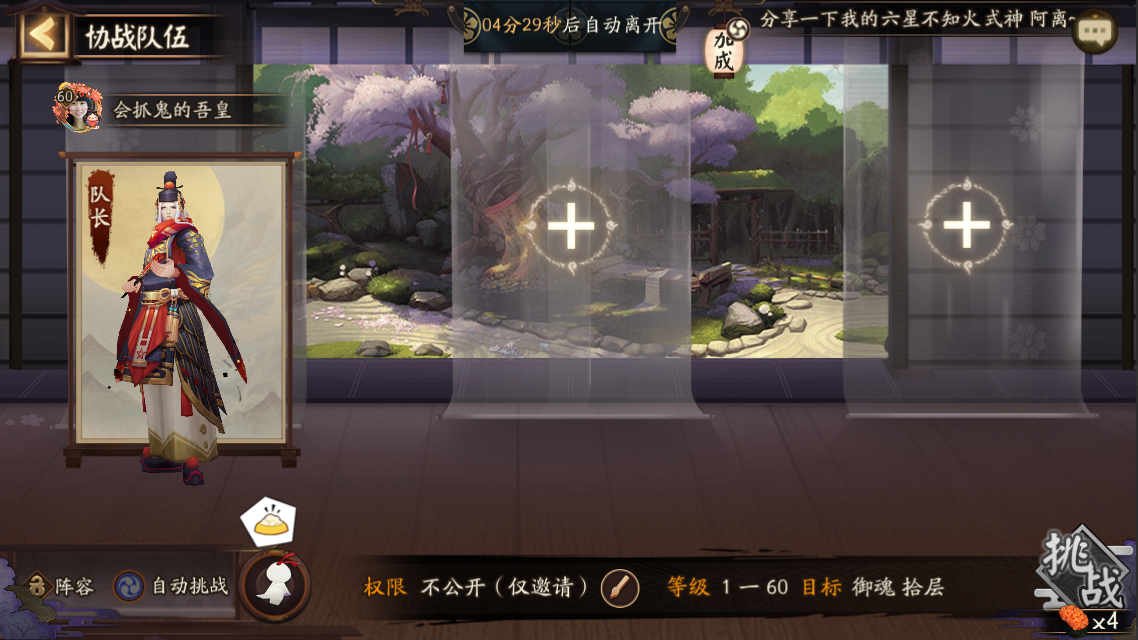 协战队伍
04分29秒后自动离开
加成
分享一下我的六星不知火式神 阿离~
60
会抓鬼的吾皇
队长
阵容
自动挑战
权限 不公开（仅邀请）
等级 1 — 60 目标 御魂 拾层
挑战
x4